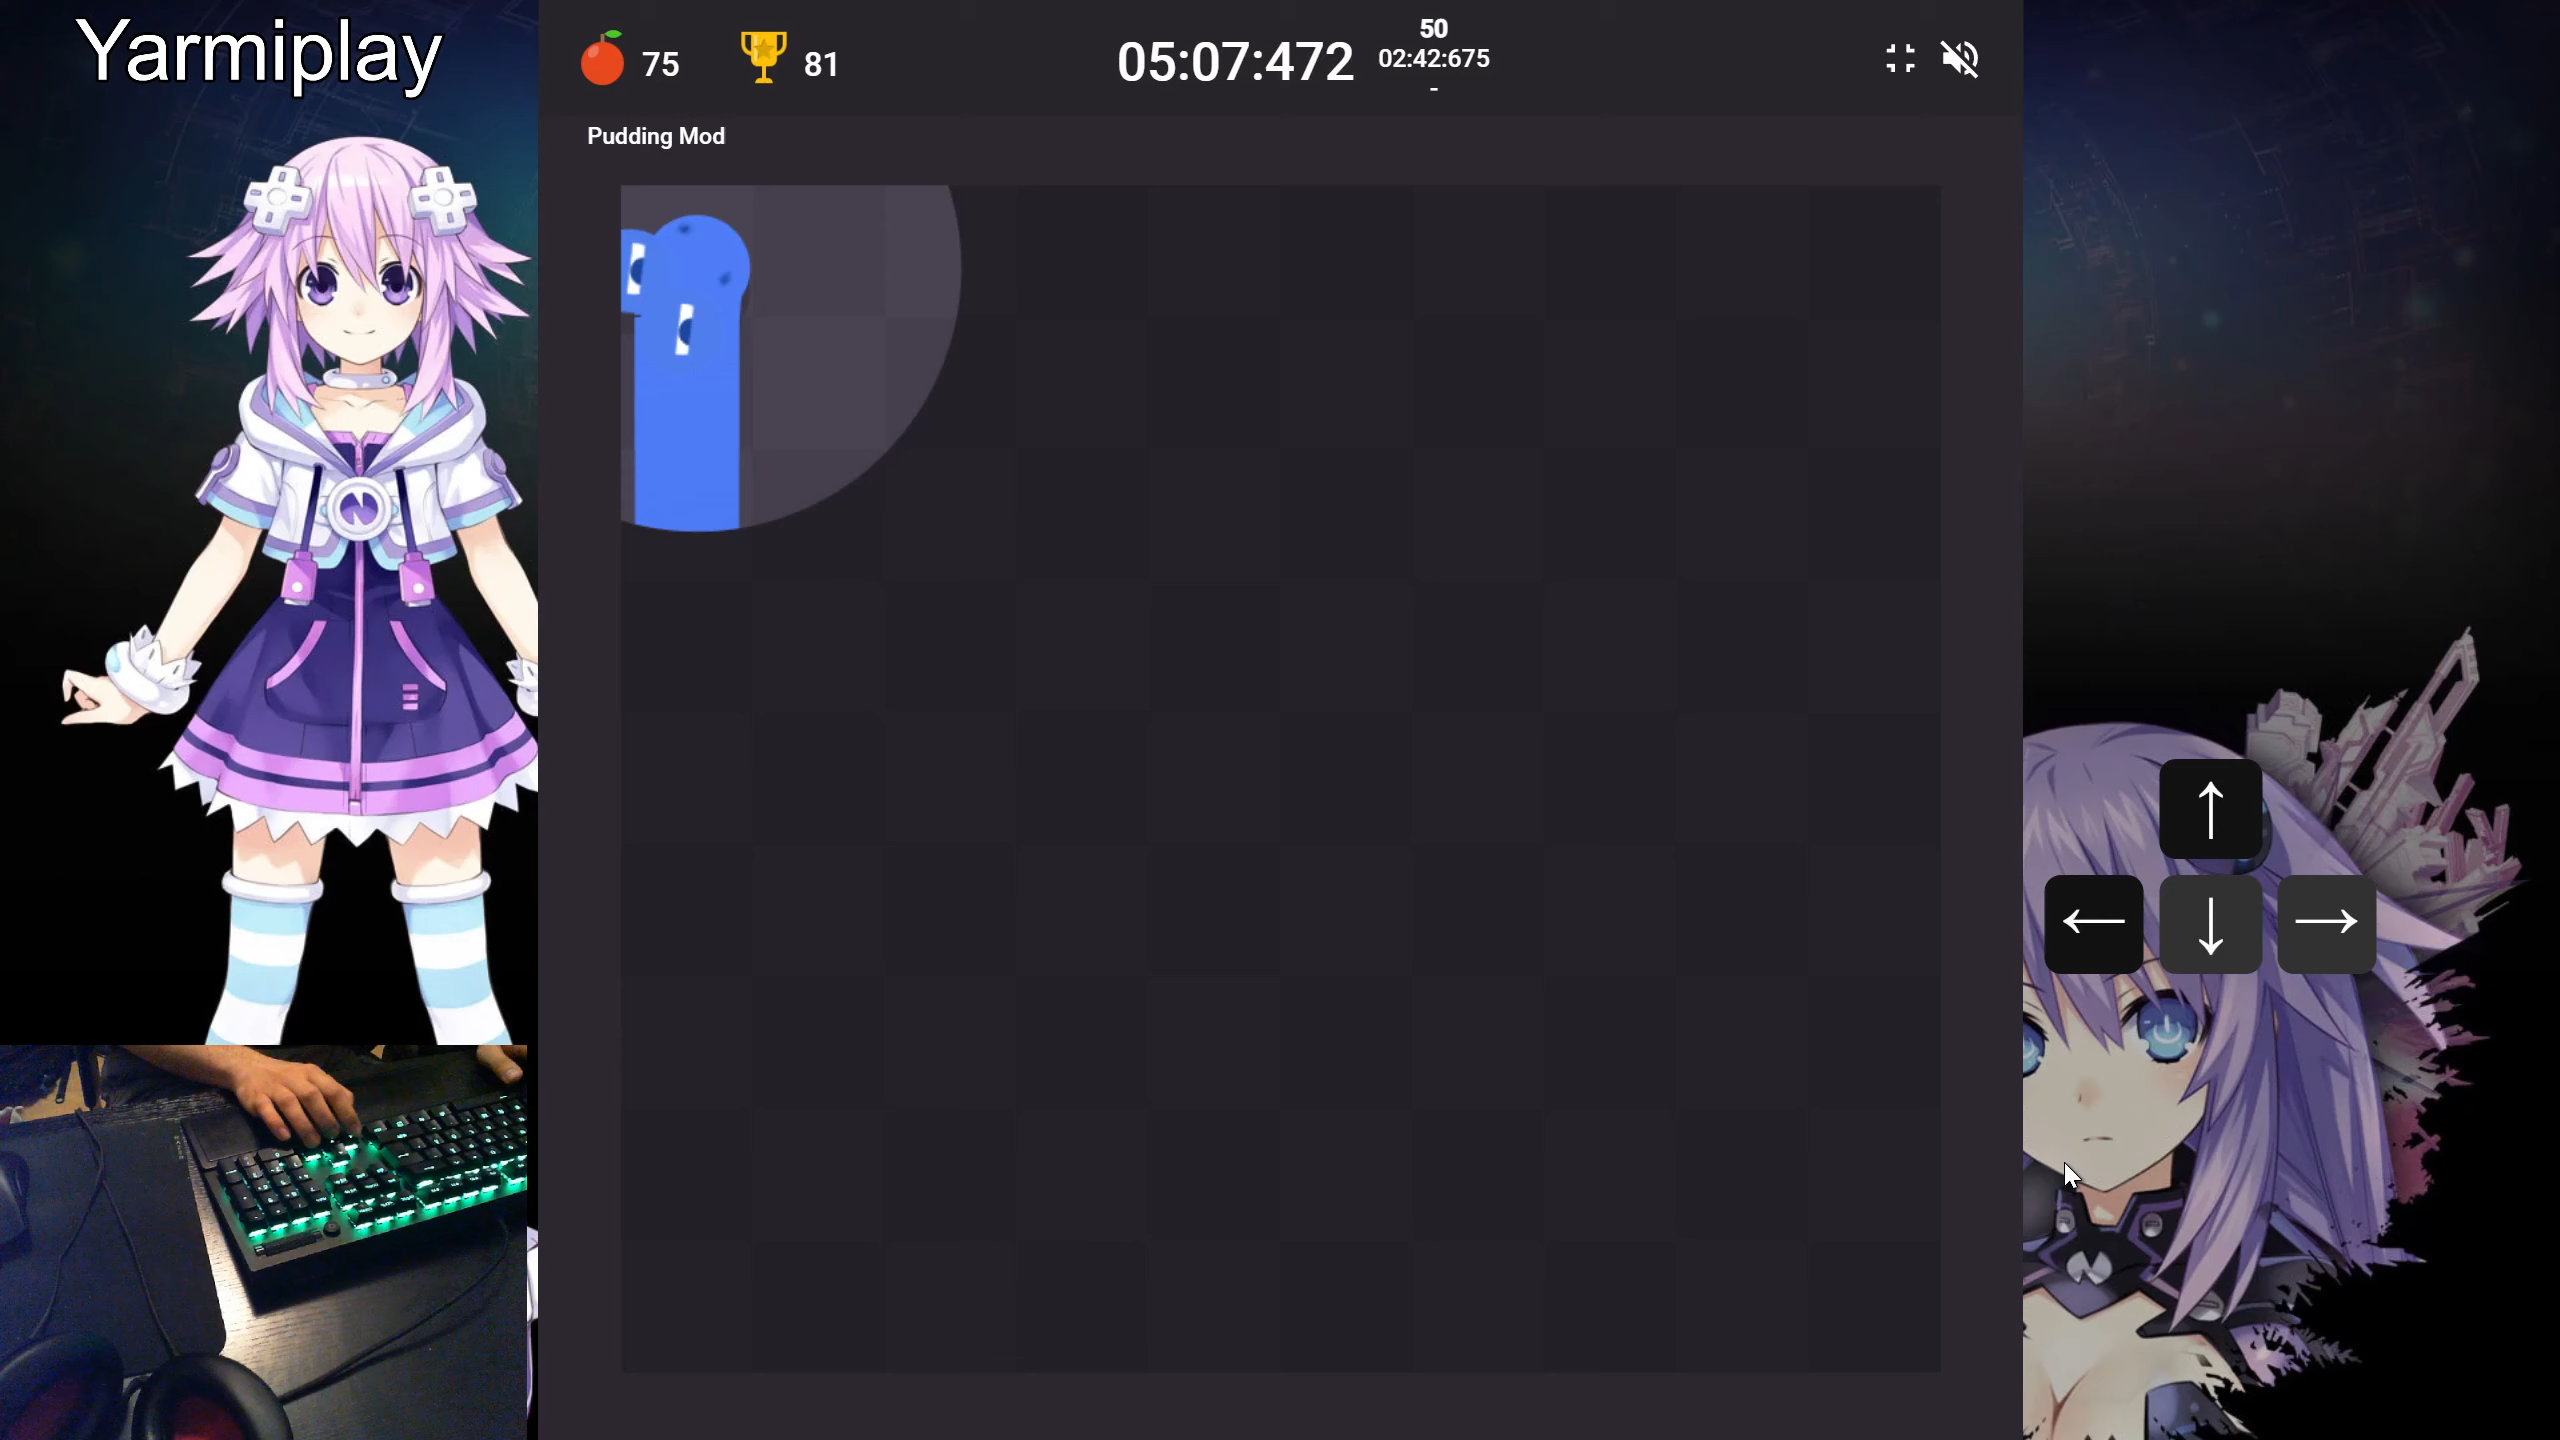 Yarmiplay
75
81
05:07:472
50
02:42:675
-
Pudding Mod
↑
← ↓ →